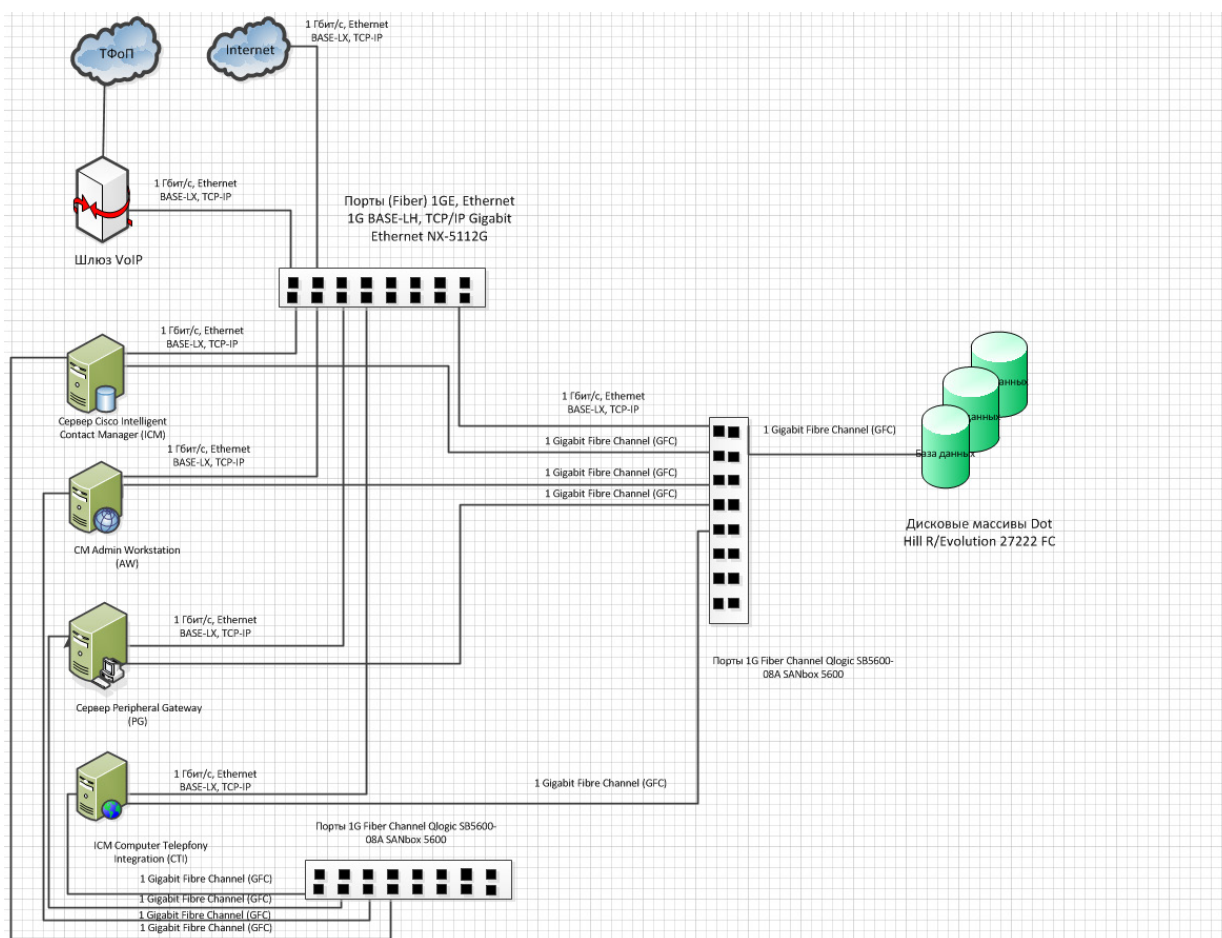 1 Гбит/с, Ethernet
BASE-LX, TCP-IP
ТФоП
Internet
1 Гбит/с, Ethernet
BASE-LX, TCP-IP
Порты (Fiber) 1GE, Ethernet
1G BASE-LH, TCP/IP Gigabit
Ethernet NX-5112G
Шлюз VoIP
1 Гбит/с, Ethernet
BASE-LX, TCP-IP
Сервер Cisco Intelligent
Contact Manager (ICM)
1 Гбит/с, Ethernet
BASE-LX, TCP-IP
1 Gigabit Fibre Channel (GFC)
1 Gigabit Fibre Channel (GFC)
анных
данных
База данных
1 Гбит/с, Ethernet
BASE-LX, TCP-IP
1 Gigabit Fibre Channel (GFC)
1 Gigabit Fibre Channel (GFC)
Дисковые массивы Dot
Hill R/Evolution 27222 FC
CM Admin Workstation
(AW)
1 Гбит/с, Ethernet
BASE-LX, TCP-IP
Порты 1G Fiber Channel Qlogic SB5600-
08A SANbox 5600
Сервер Peripheral Gateway
(PG)
1 Гбит/с, Ethernet
BASE-LX, TCP-IP
1 Gigabit Fibre Channel (GFC)
Порты 1G Fiber Channel Qlogic SB5600-
08A SANbox 5600
ICM Computer Telepfony
Integration (CTI)
1 Gigabit Fibre Channel (GFC)
1 Gigabit Fibre Channel (GFC)
1 Gigabit Fibre Channel (GFC)
1 Gigabit Fibre Channel (GFC)